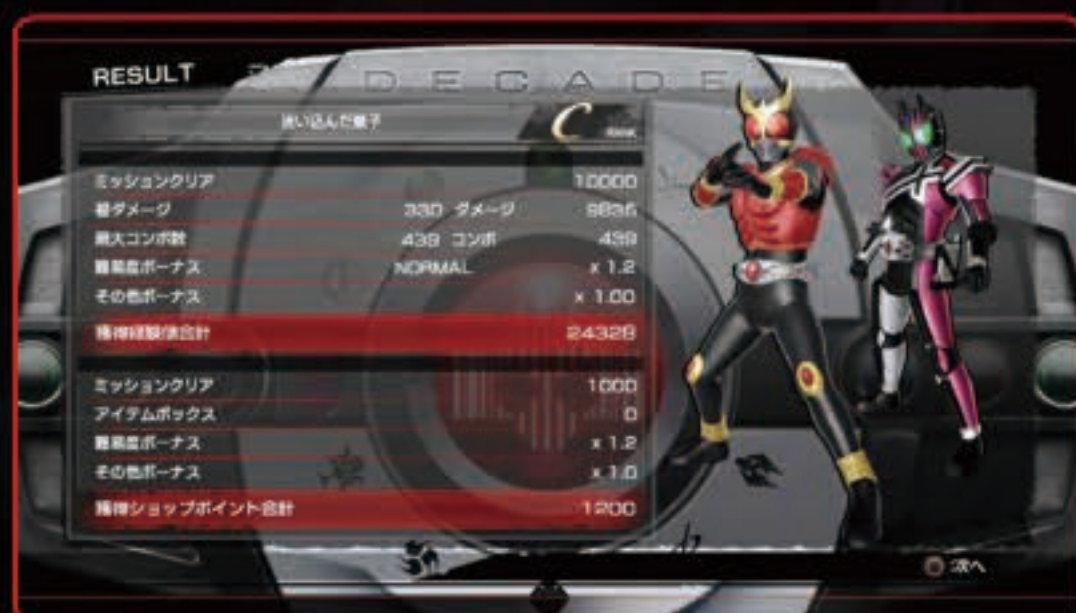 RESULT
DECADE
迷い込んだ様子
C RANK
ミッションクリア 10000
総ダメージ 330 ダメージ 9835
最大コンボ数 439 コンボ 439
難易度ボーナス NORMAL x 1.2
その他ボーナス x 1.00
獲得経験値合計 24328
ミッションクリア 1000
アイテムボックス 0
難易度ボーナス x 1.2
その他ボーナス x 1.0
獲得ショップポイント合計 1200
次へ